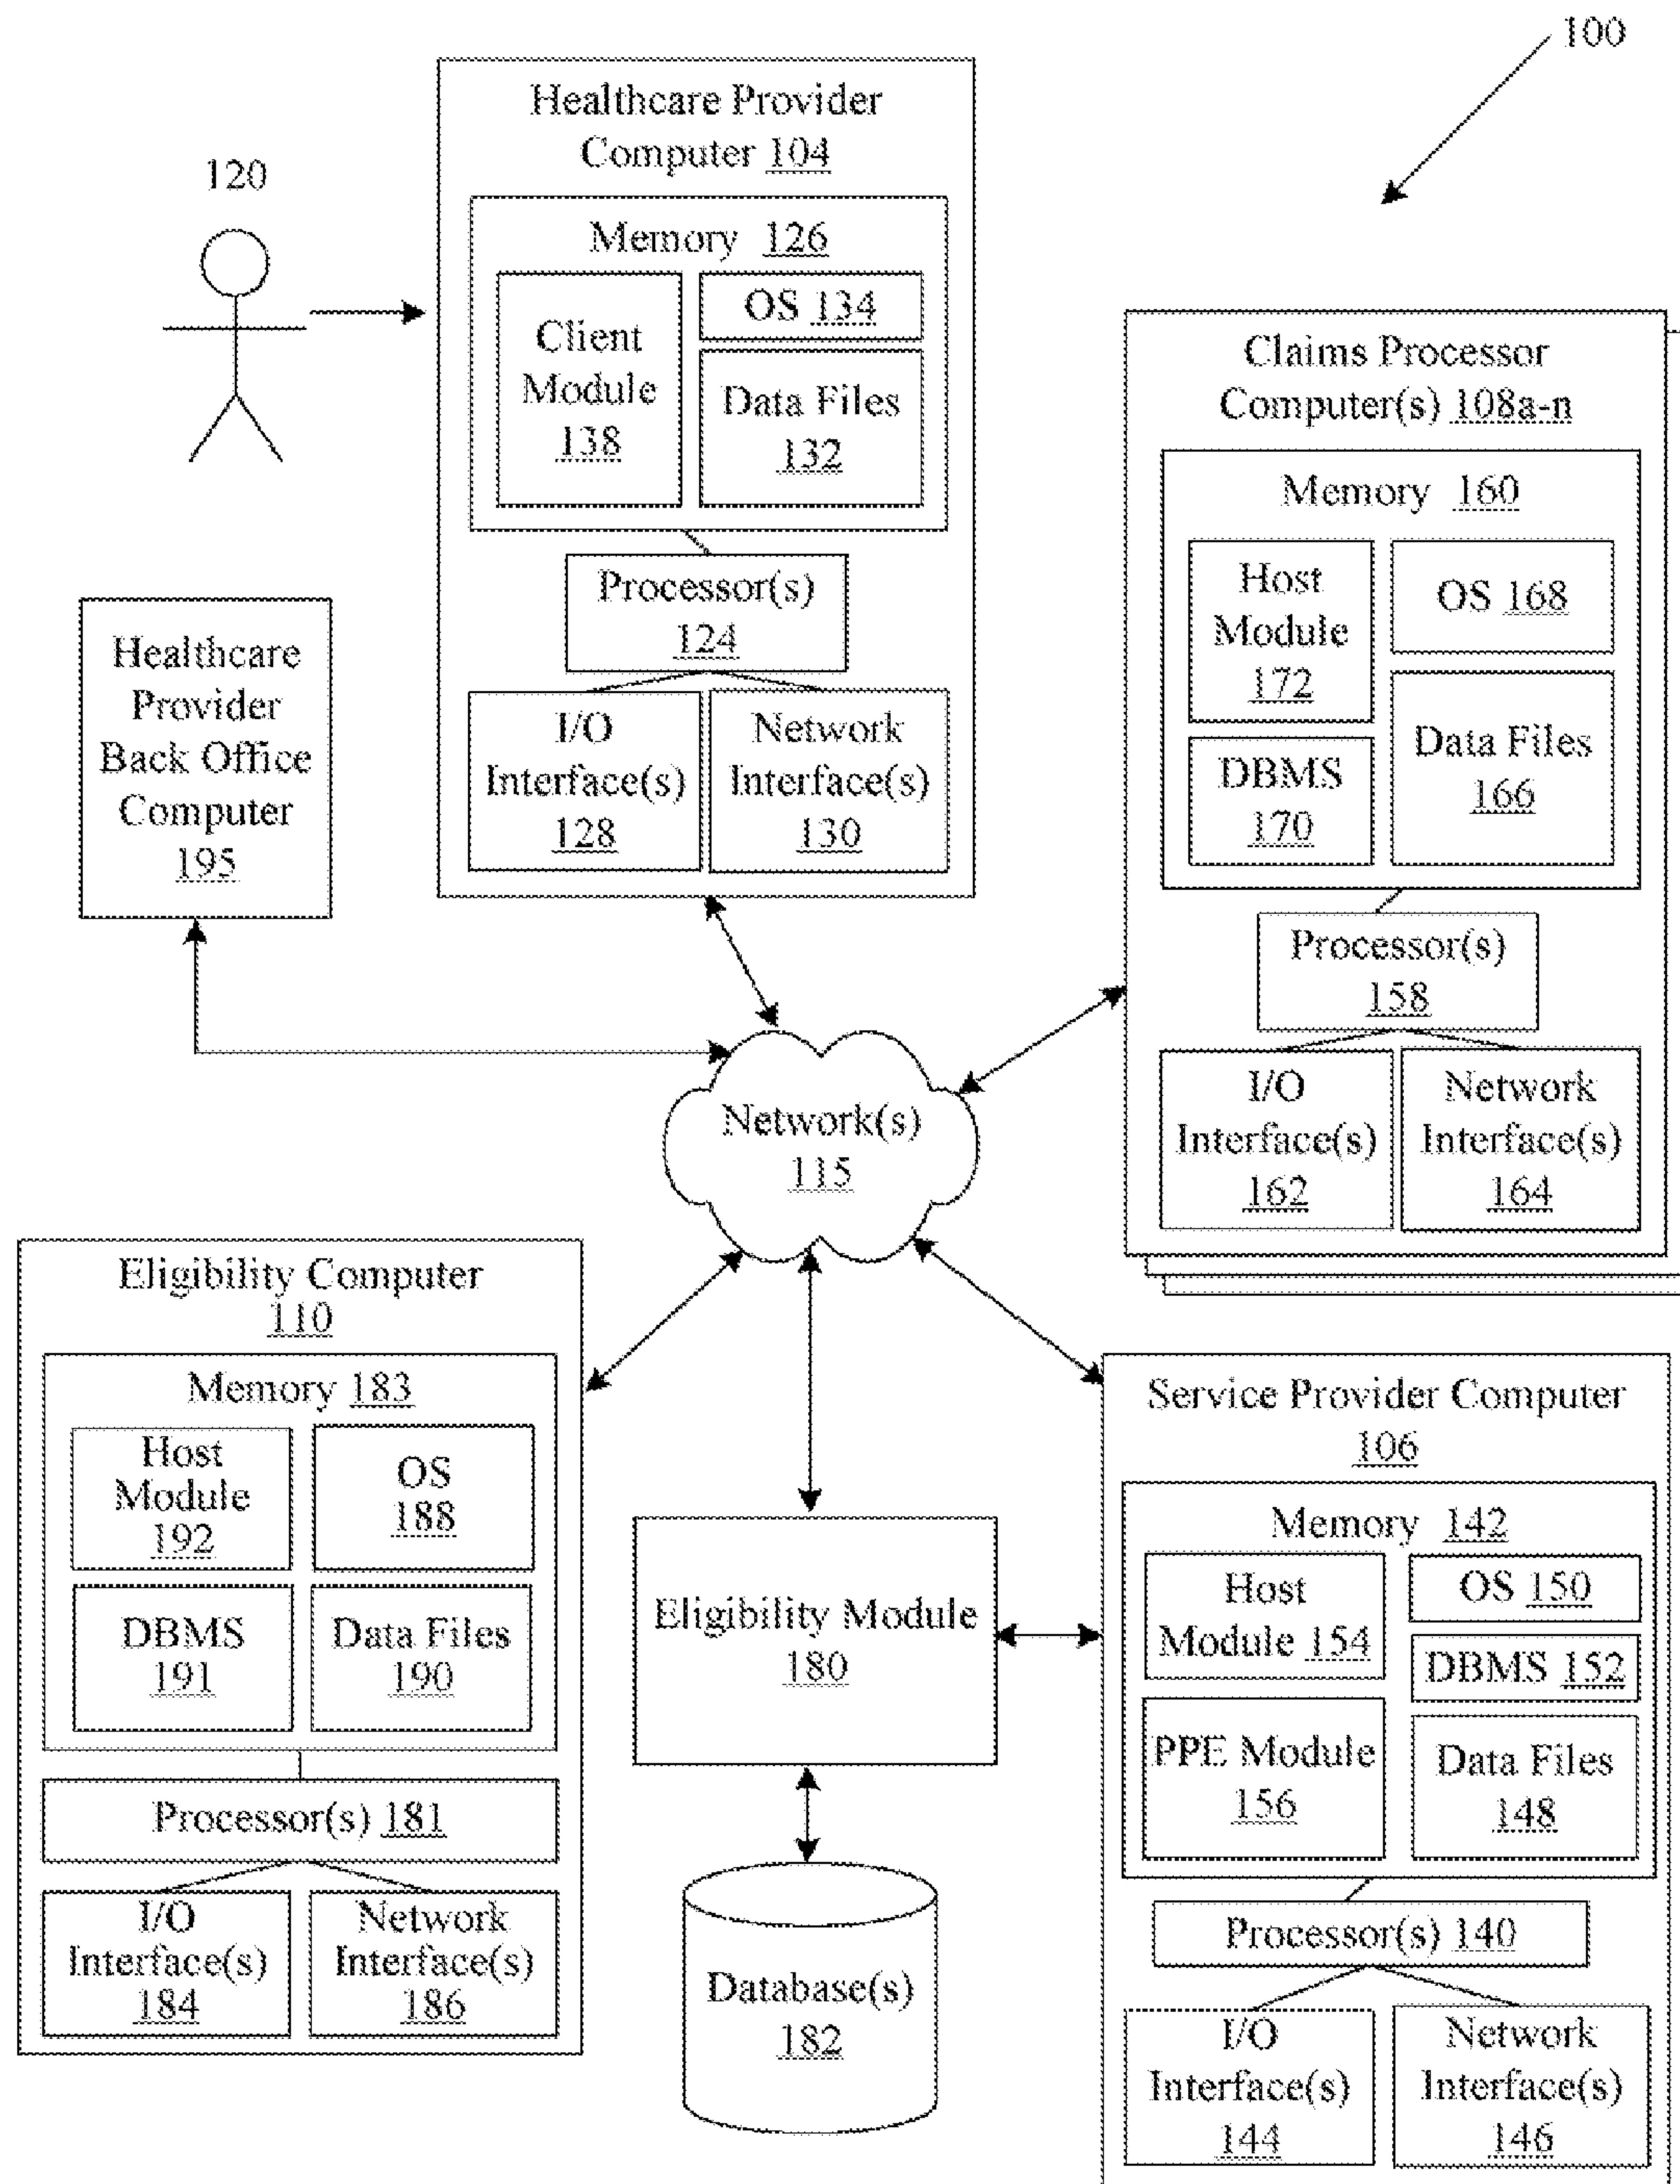 100
120
Healthcare Provider
Computer 104
Memory 126
Client
Module
138
OS 134
Data Files
132
Processor(s)
124
I/O
Interface(s)
128
Network
Interface(s)
130
Healthcare
Provider
Back Office
Computer
195
Claims Processor
Computer(s) 108a-n
Memory 160
Host
Module
172
OS 168
DBMS
170
Data Files
166
Processor(s)
158
I/O
Interface(s)
162
Network
Interface(s)
164
Network(s)
115
Eligibility Computer
110
Memory 183
Host
Module
192
OS
188
DBMS
191
Data Files
190
Processor(s) 181
I/O
Interface(s)
184
Network
Interface(s)
186
Eligibility Module
180
Database(s)
182
Service Provider Computer
106
Memory 142
Host
Module 154
OS 150
DBMS 152
PPE Module
156
Data Files
148
Processor(s) 140
I/O
Interface(s)
144
Network
Interface(s)
146